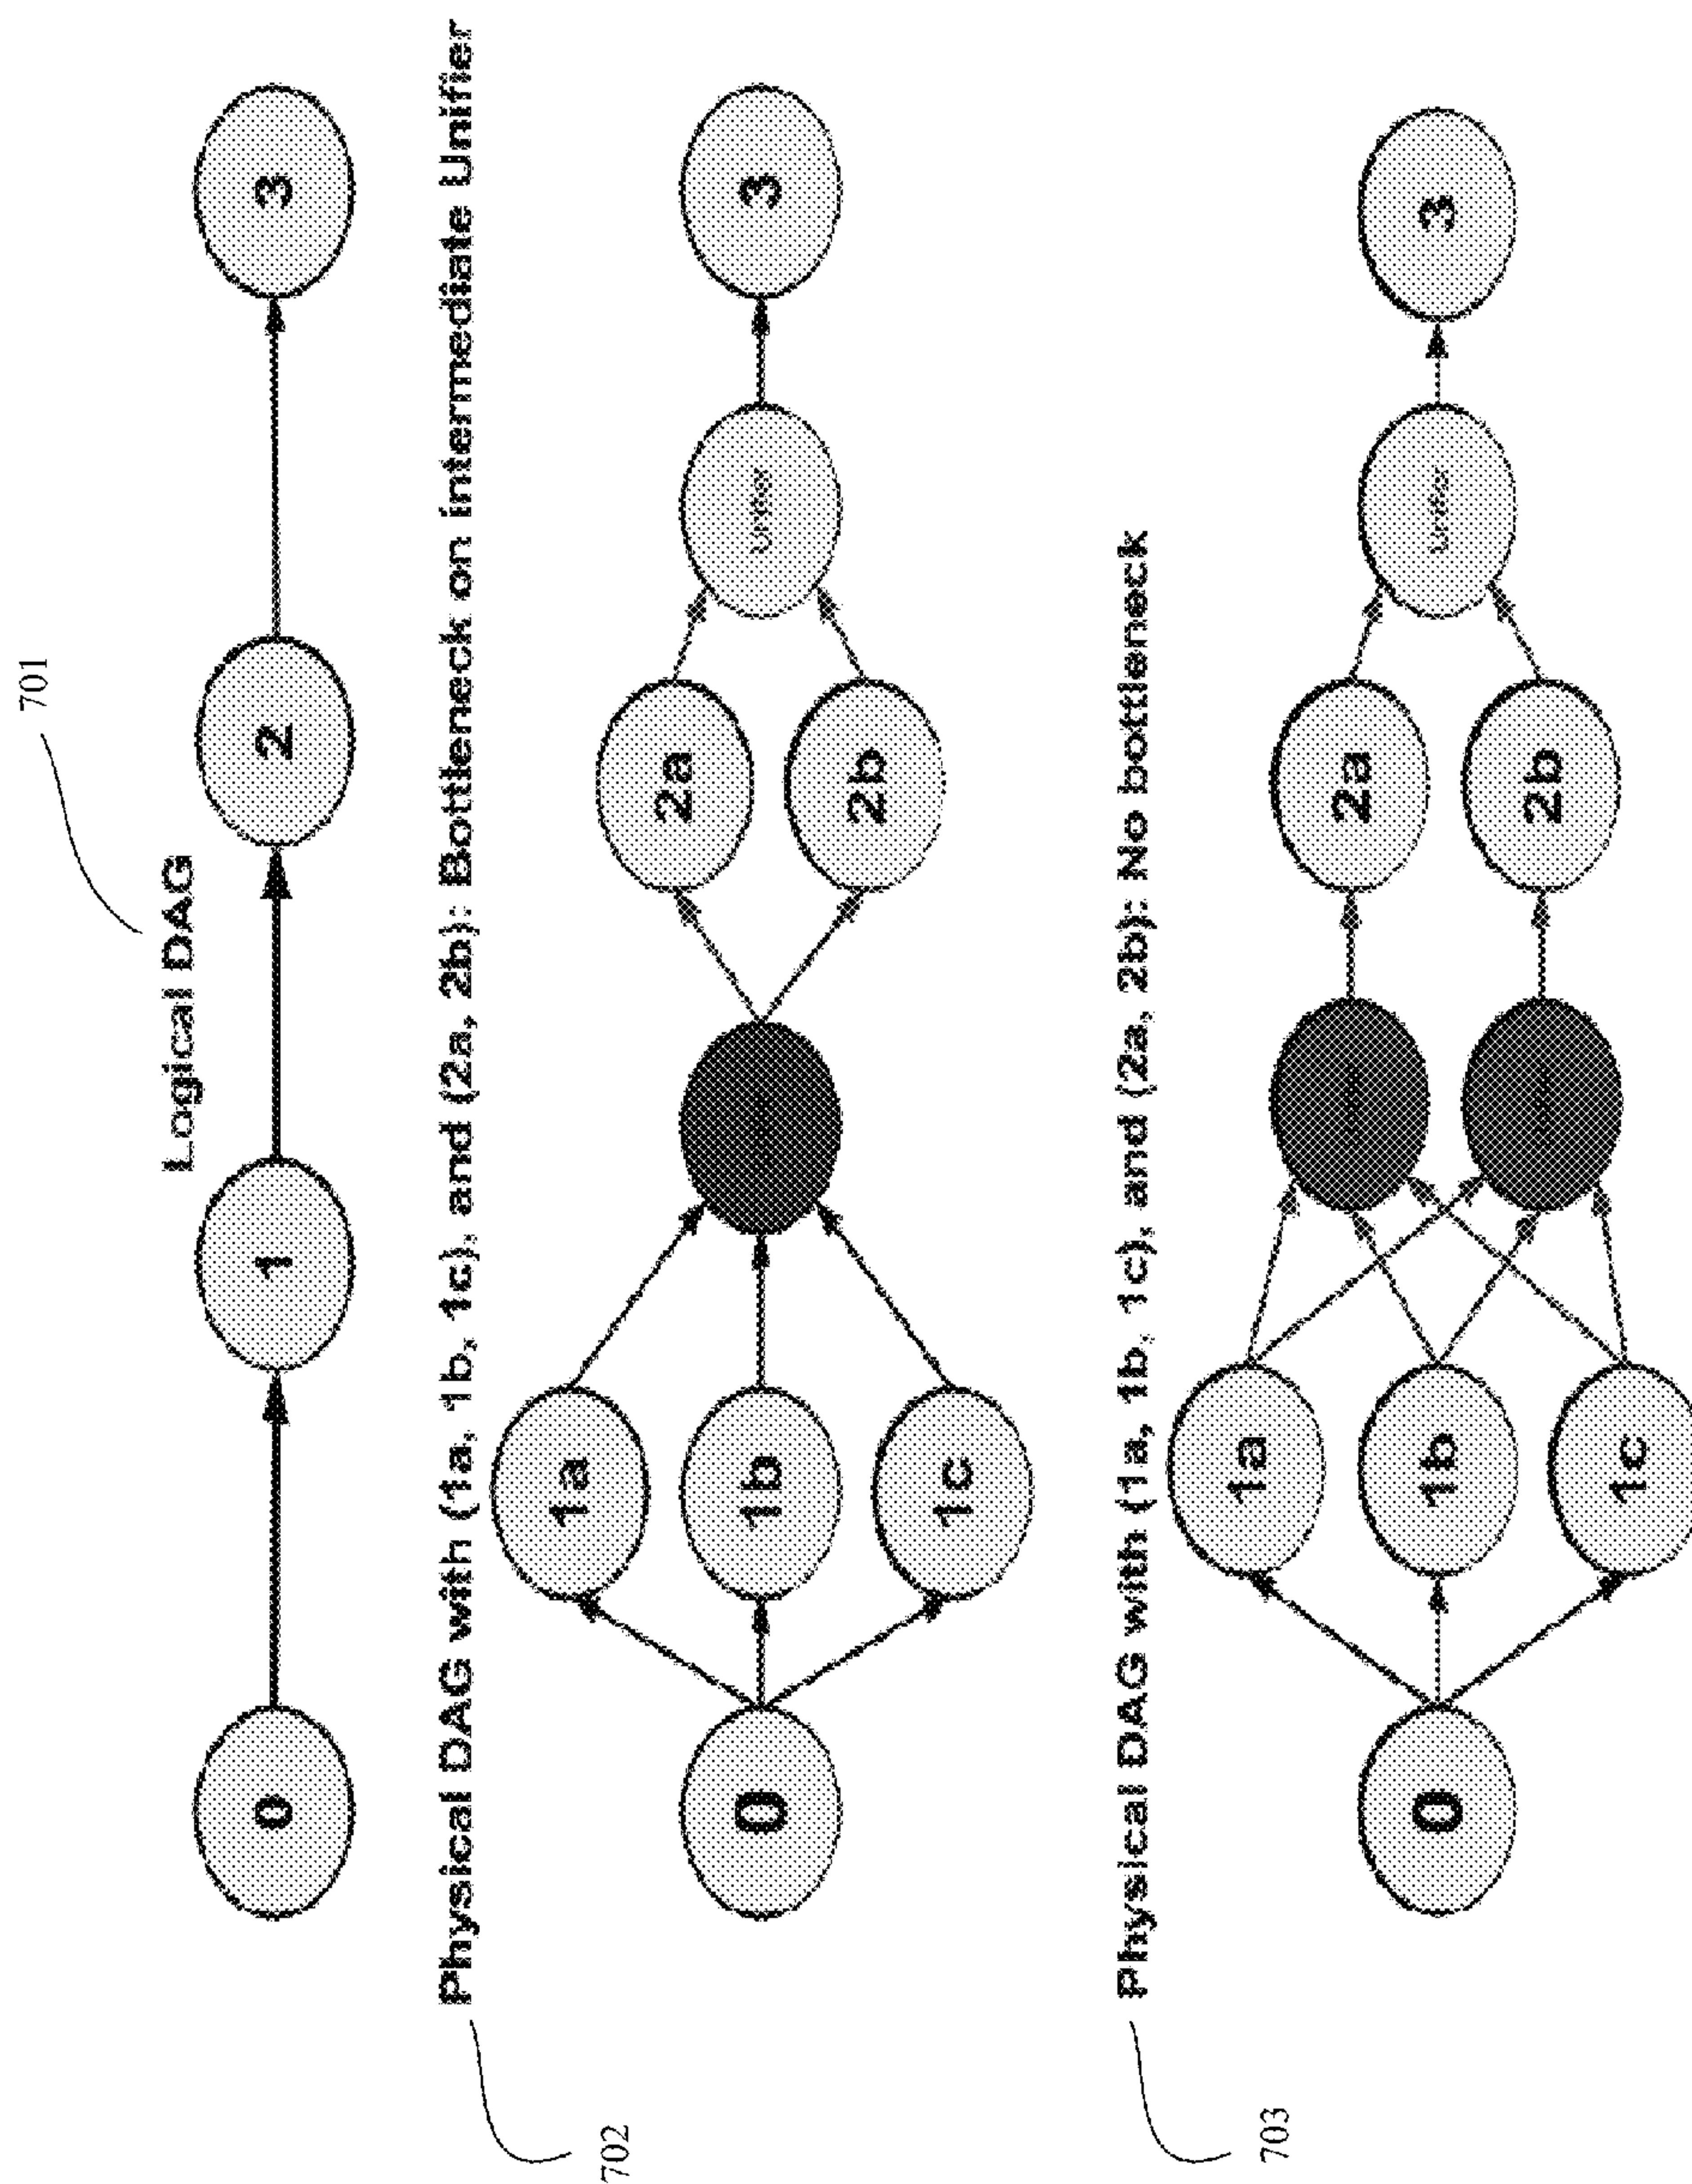 701
Logical DAG
0
1
2
3
702
Physical DAG with (1a, 1b, 1c), and (2a, 2b): Bottleneck on intermediate Unifier
0
1a
1b
1c
2a
2b
Unifier
3
703
Physical DAG with (1a, 1b, 1c), and (2a, 2b): No bottleneck
0
1a
1b
1c
2a
2b
Unifier
3